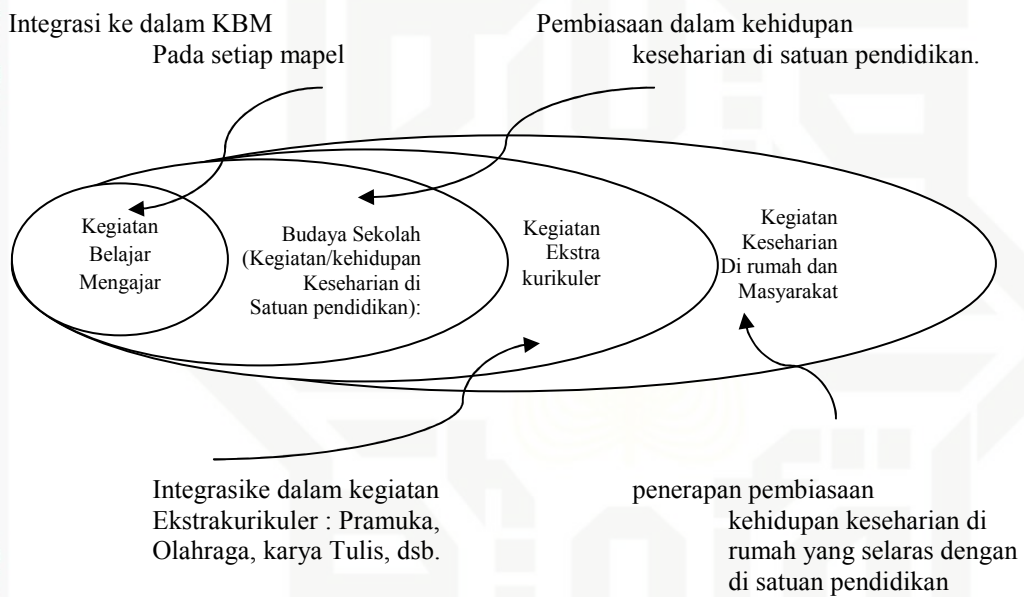 Integrasi ke dalam KBM
Pada setiap mapel
Pembiasaan dalam kehidupan
keseharian di satuan pendidikan.
Kegiatan
Belajar
Mengajar
Budaya Sekolah
(Kegiatan/kehidupan
Keseharian di
Satuan pendidikan):
Kegiatan
Ekstra
kurikuler
Kegiatan
Keseharian
Di rumah dan
Masyarakat
Integrasike dalam kegiatan
Ekstrakurikuler : Pramuka,
Olahraga, karya Tulis, dsb.
penerapan pembiasaan
kehidupan keseharian di
rumah yang selaras dengan
di satuan pendidikan